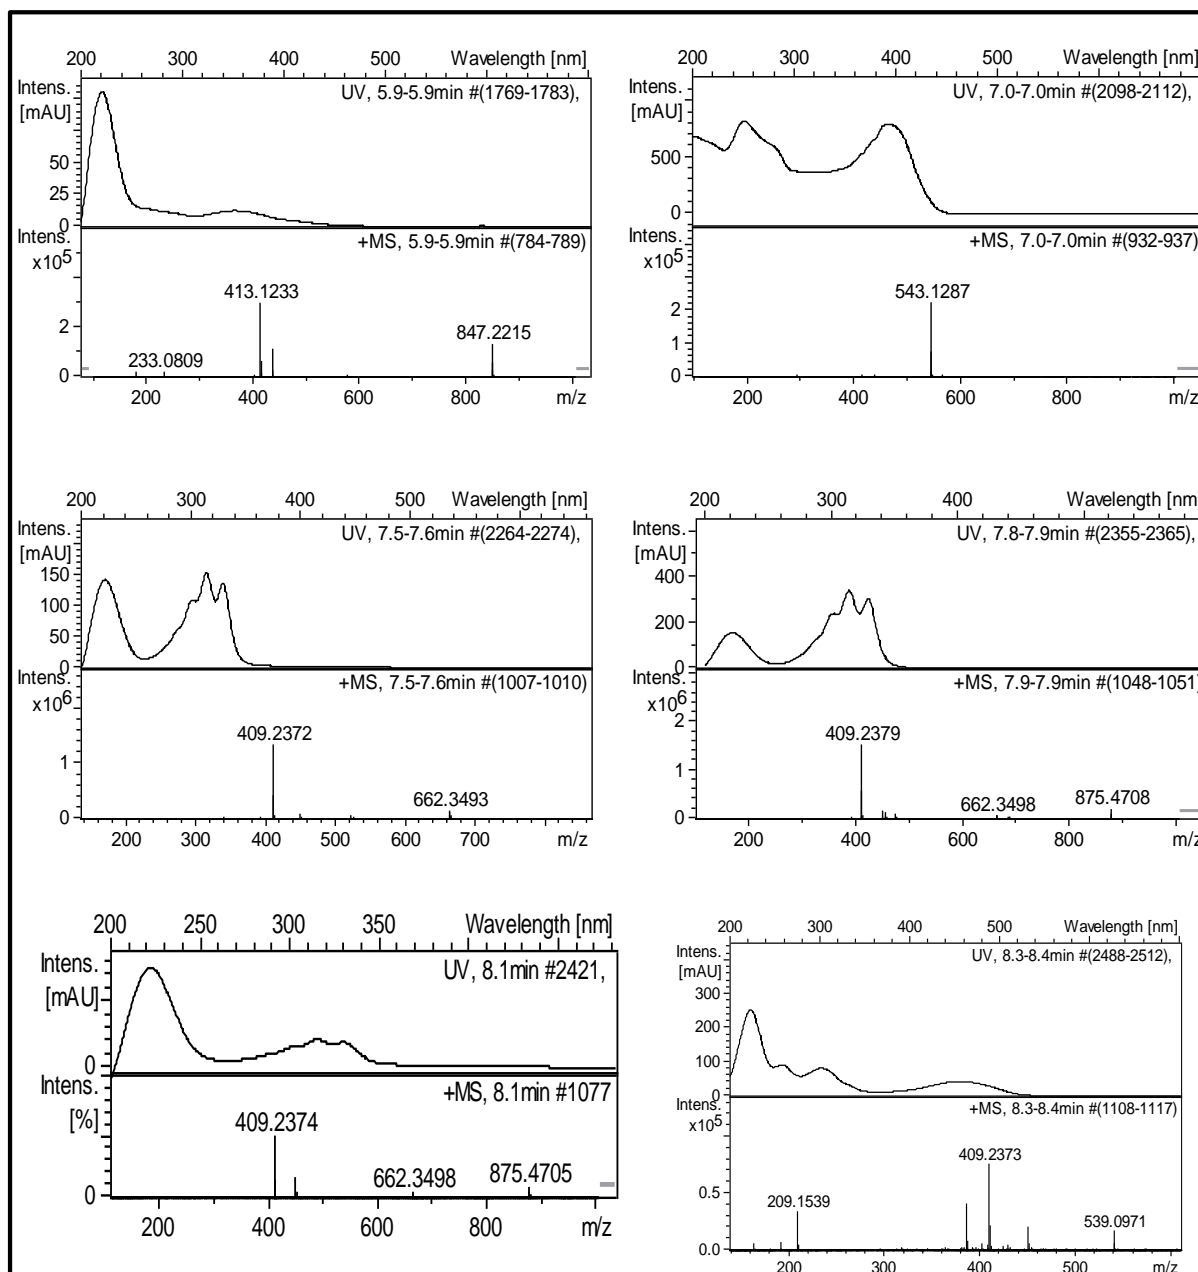 200 300 400 500 Wavelength [nm]
Intens.
[mAU]
UV, 5.9-5.9min #(1769-1783),
50
25
0
Intens.
x10⁵
+MS, 5.9-5.9min #(784-789)
413.1233
847.2215
2
233.0809
0
200 400 600 800 m/z
200 300 400 500 Wavelength [nm]
Intens.
[mAU]
UV, 7.0-7.0min #(2098-2112),
500
0
Intens.
x10⁵
+MS, 7.0-7.0min #(932-937)
543.1287
2
1
0
200 400 600 800 m/z
200 300 400 500 Wavelength [nm]
Intens.
[mAU]
UV, 7.5-7.6min #(2264-2274),
150
100
50
0
Intens.
x10⁶
+MS, 7.5-7.6min #(1007-1010)
409.2372
1
662.3493
0
200 300 400 500 600 700 m/z
200 300 400 Wavelength [nm]
Intens.
[mAU]
UV, 7.8-7.9min #(2355-2365),
400
200
0
Intens.
x10⁶
+MS, 7.9-7.9min #(1048-1051)
2
409.2379
1
662.3498
875.4708
0
200 400 600 800 m/z
200 250 300 350 Wavelength [nm]
Intens.
[mAU]
UV, 8.1min #2421,
0
Intens.
[%]
+MS, 8.1min #1077
409.2374
662.3498
875.4705
0
200 400 600 800 m/z
200 300 400 500 Wavelength [nm]
Intens.
[mAU]
UV, 8.3-8.4min #(2488-2512),
300
200
100
0
Intens.
x10⁵
+MS, 8.3-8.4min #(1108-1117)
409.2373
0.5
209.1539
539.0971
0.0
200 300 400 500 m/z